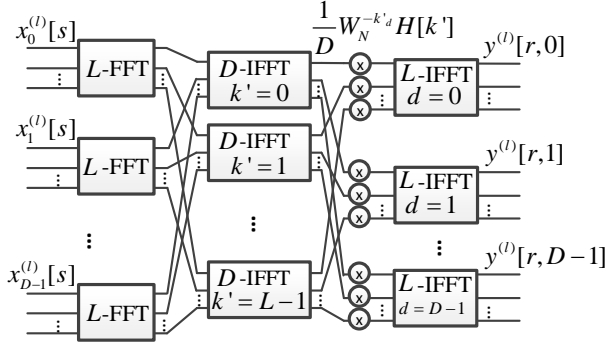 x_0^{(l)}[s]
L-FFT
x_1^{(l)}[s]
L-FFT
x_{D-1}^{(l)}[s]
L-FFT
D-IFFT
k'=0
D-IFFT
k'=1
D-IFFT
k'=L-1
\frac{1}{D} W_N^{-k'd} H[k']
x
x
x
x
x
x
x
x
x
L-IFFT
d=0
L-IFFT
d=1
L-IFFT
d=D-1
y^{(l)}[r,0]
y^{(l)}[r,1]
y^{(l)}[r,D-1]